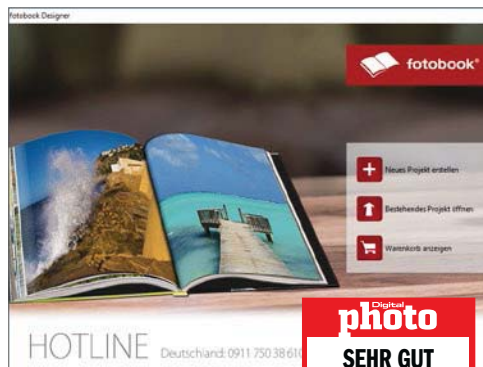 fotobook Designer
fotobook®
Neues Projekt erstellen
Bestehendes Projekt öffnen
Warenkorb anzeigen
HOTLINE Deutschland: 0911 750 38 610
Digital
photo
SEHR GUT